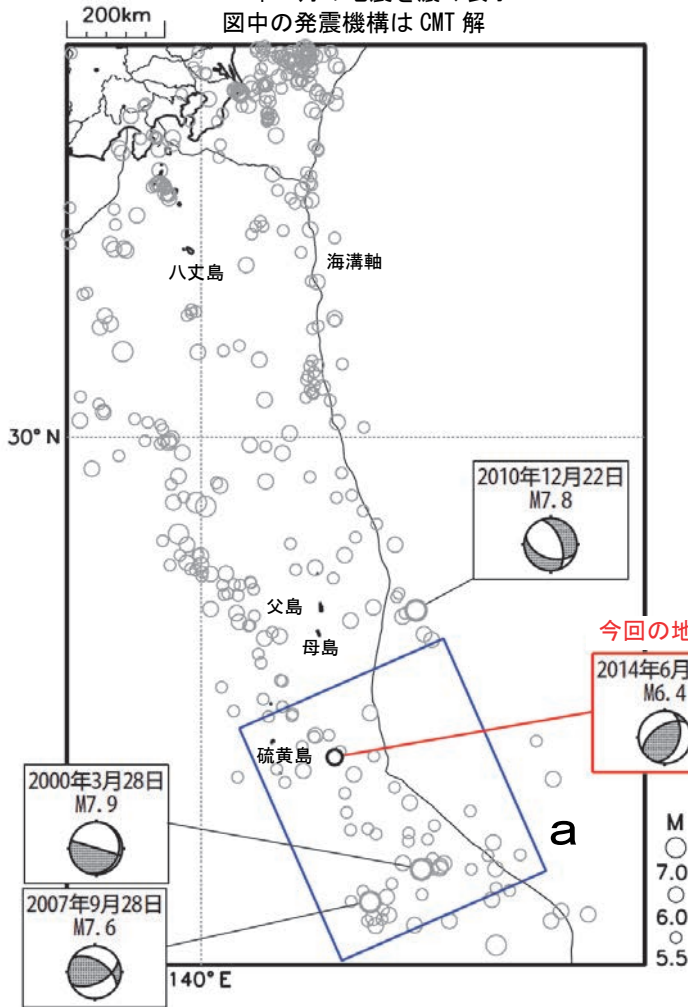 200km
図中の発震機構は CMT 解
八丈島
海溝軸
30°N
2010年12月22日
M7.8
父島
母島
今回の地
2014年6月
M6.4
硫黄島
2000年3月28日
M7.9
a
M
7.0
2007年9月28日
M7.6
6.0
5.5
140°E